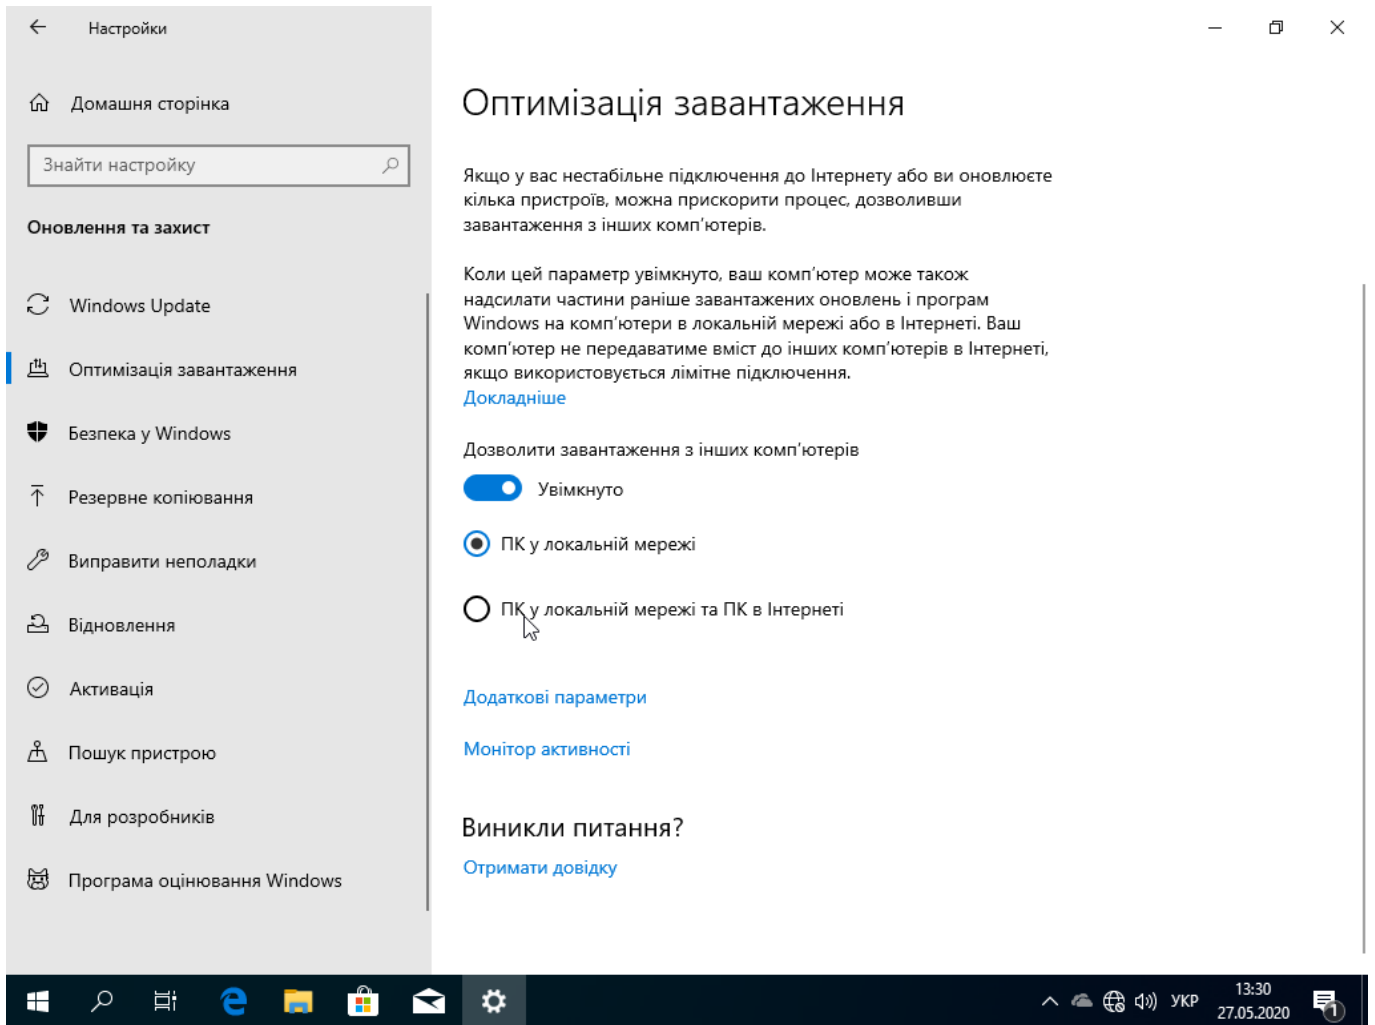 Настройки
Домашня сторінка
Знайти настройку
Оновлення та захист
Windows Update
Оптимізація завантаження
Безпека у Windows
Резервне копіювання
Виправити неполадки
Відновлення
Активація
Пошук пристрою
Для розробників
Програма оцінювання Windows
Оптимізація завантаження
Якщо у вас нестабільне підключення до Інтернету або ви оновлюєте
кілька пристроїв, можна прискорити процес, дозволивши
завантаження з інших комп'ютерів.
Коли цей параметр увімкнуто, ваш комп'ютер може також
надсилати частини раніше завантажених оновлень і програм
Windows на комп'ютери в локальній мережі або в Інтернеті. Ваш
комп'ютер не передаватиме вміст до інших комп'ютерів в Інтернеті,
якщо використовується лімітне підключення.
Докладніше
Дозволити завантаження з інших комп'ютерів
Увімкнуто
ПК у локальній мережі
ПК у локальній мережі та ПК в Інтернеті
Додаткові параметри
Монітор активності
Виникли питання?
Отримати довідку
УКР
13:30
27.05.2020
1